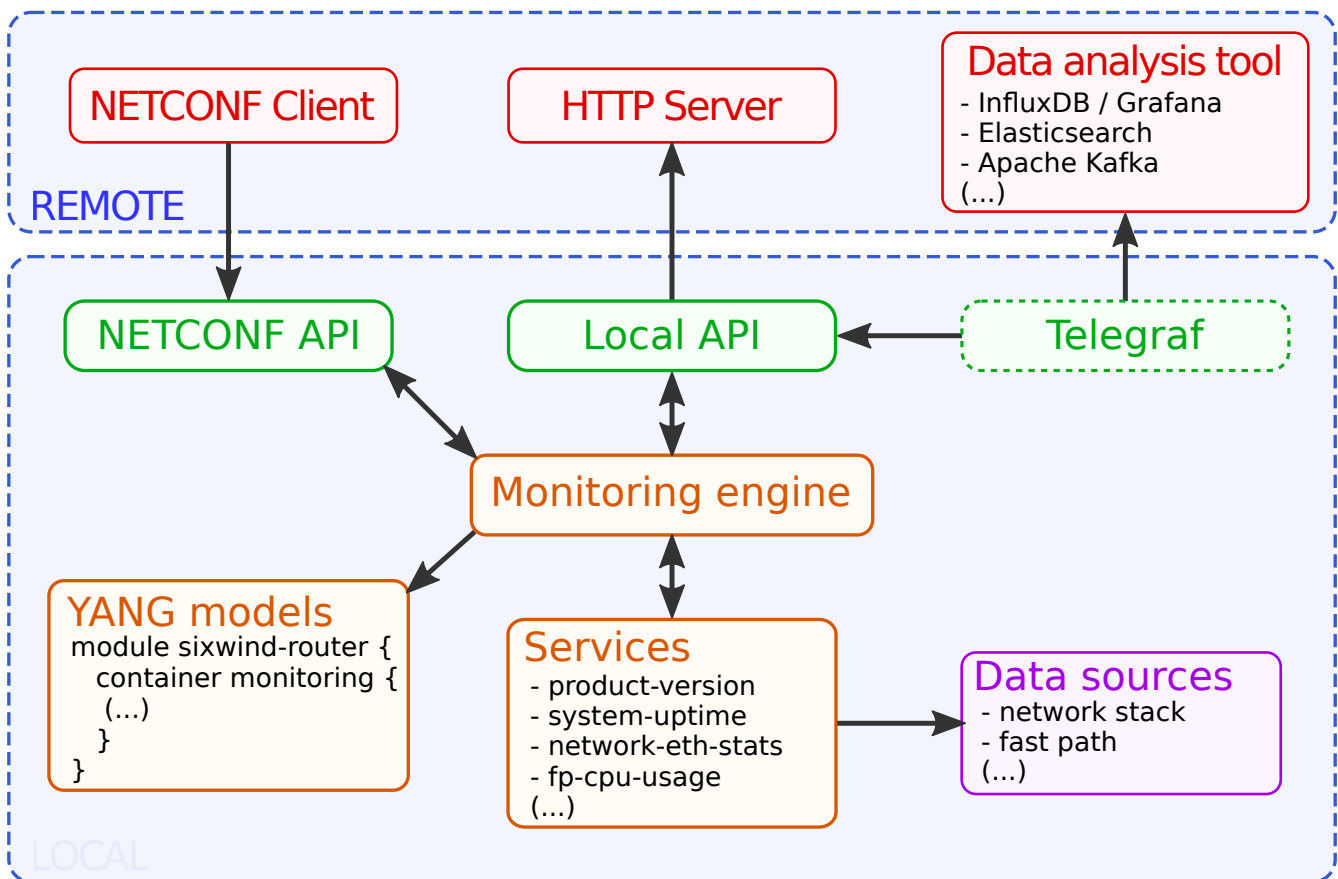 NETCONF Client
HTTP Server
Data analysis tool
- InfluxDB / Grafana
- Elasticsearch
- Apache Kafka
(...)
REMOTE
NETCONF API
Local API
Telegraf
Monitoring engine
YANG models
module sixwind-router {
container monitoring {
(...)
}
}
Services
- product-version
- system-uptime
- network-eth-stats
- fp-cpu-usage
(...)
Data sources
- network stack
- fast path
(...)
LOCAL